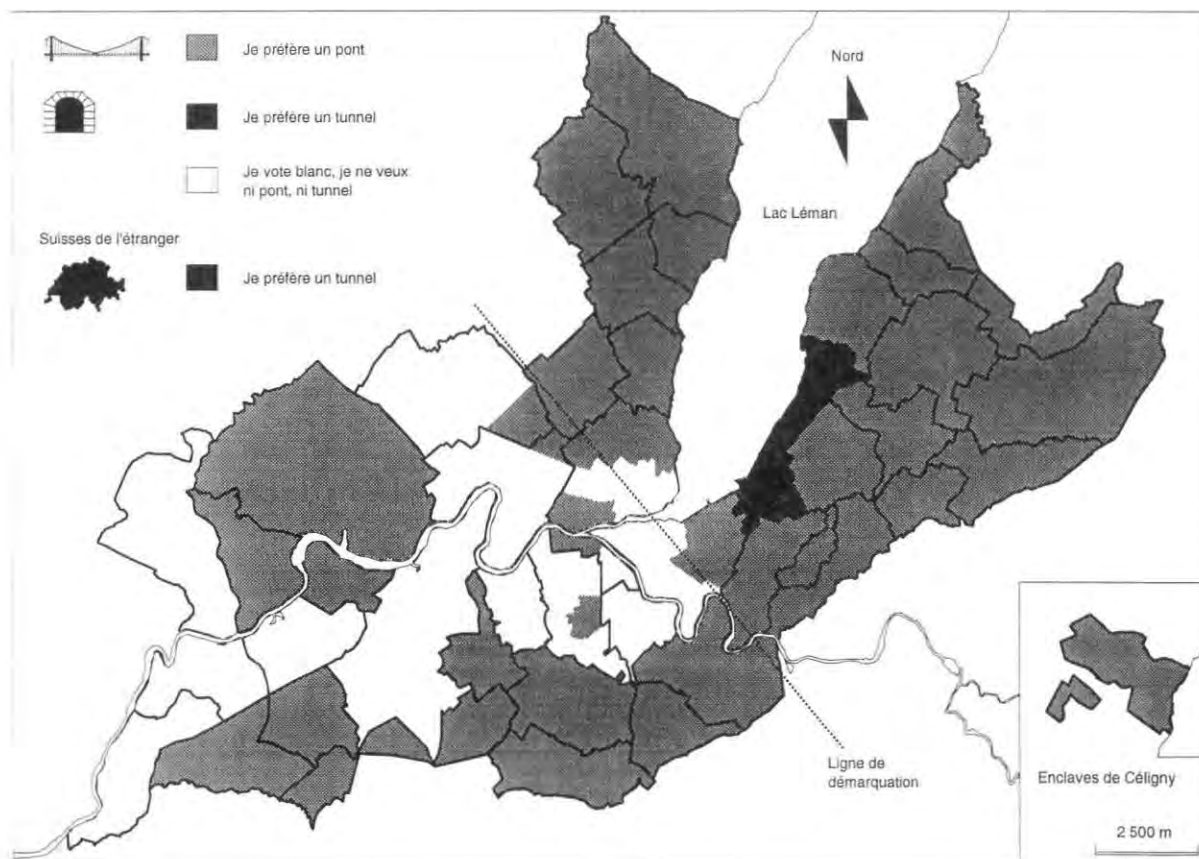 Je préfère un pont
Nord
Je préfère un tunnel
Je vote blanc, je ne veux
ni pont, ni tunnel
Lac Léman
Suisses de l'étranger
Je préfère un tunnel
Ligne de
démarquation
Enclaves de Céligny
2 500 m